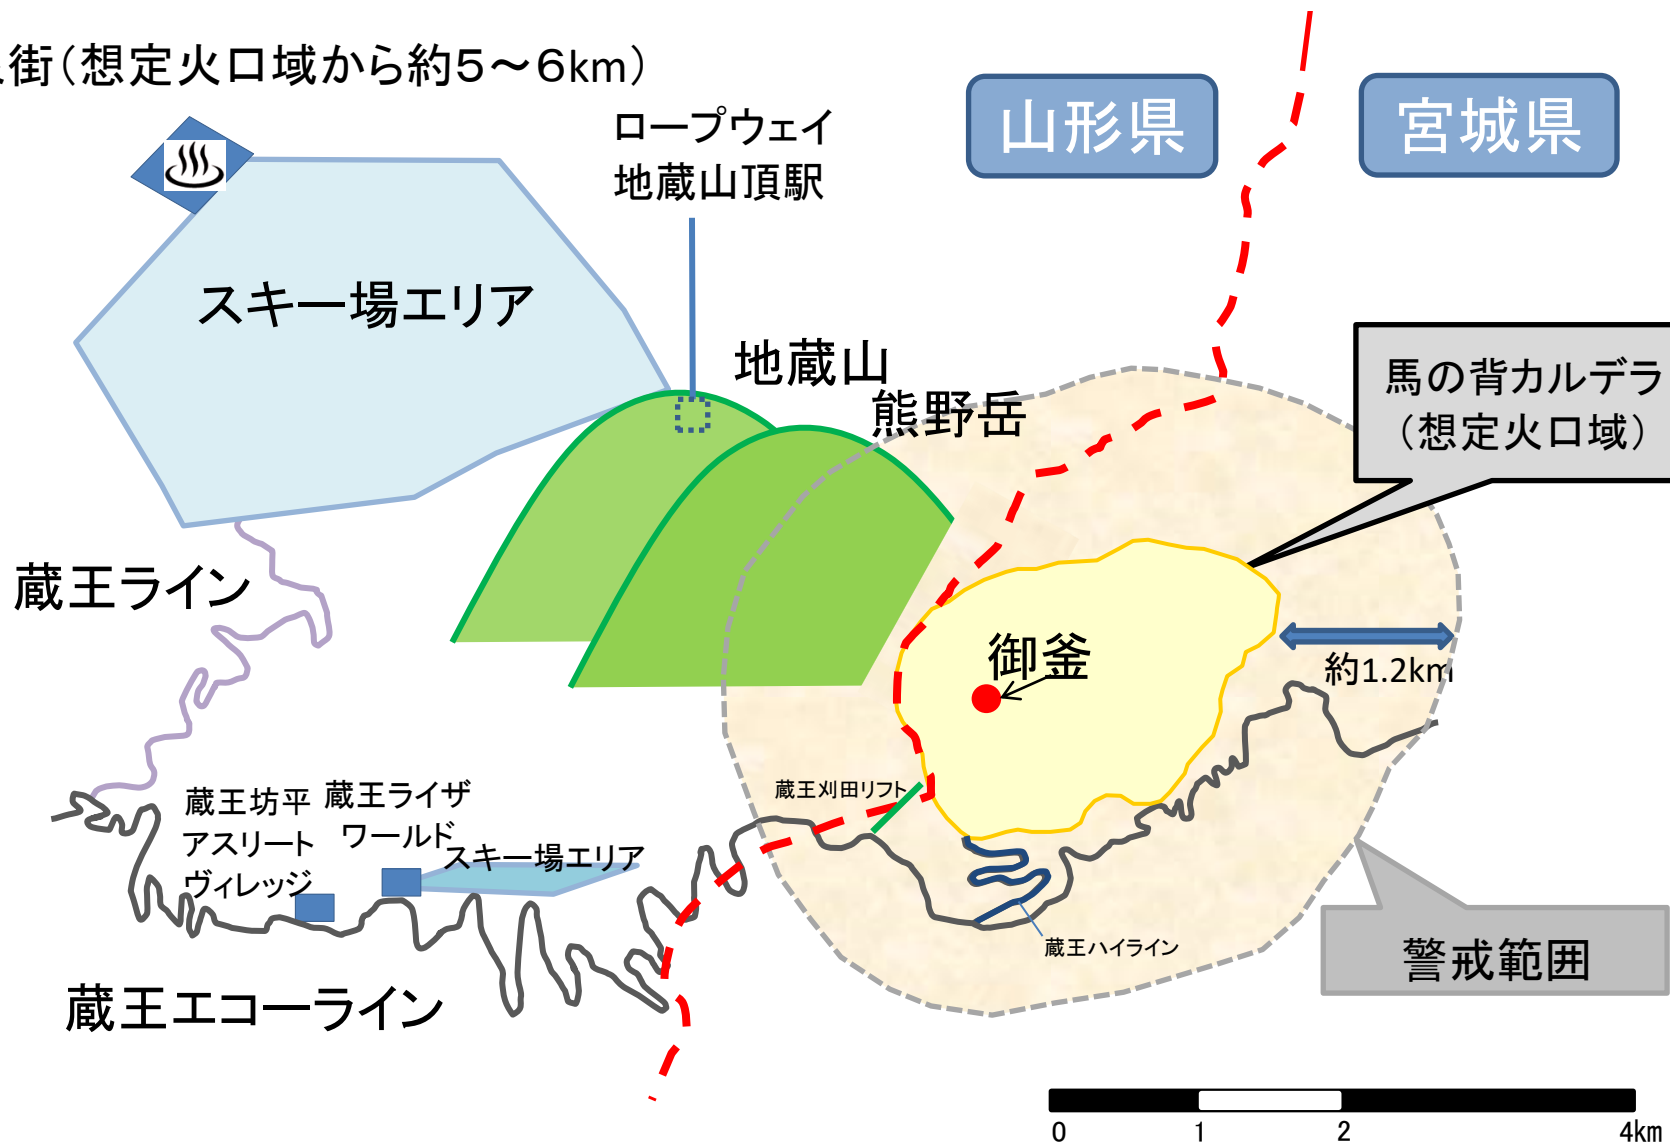 街(想定火口域から約5～6km)
山形県
宮城県
ロープウェイ
地蔵山頂駅
スキー場エリア
地蔵山
熊野岳
馬の背カルデラ
(想定火口域)
蔵王ライン
御釜
約1.2km
蔵王刈田リフト
蔵王坊平
アスリート
ヴィレッジ
蔵王ライザ
ワールド
スキー場エリア
蔵王ハイライン
警戒範囲
蔵王エコーライン
0 1 2 4km